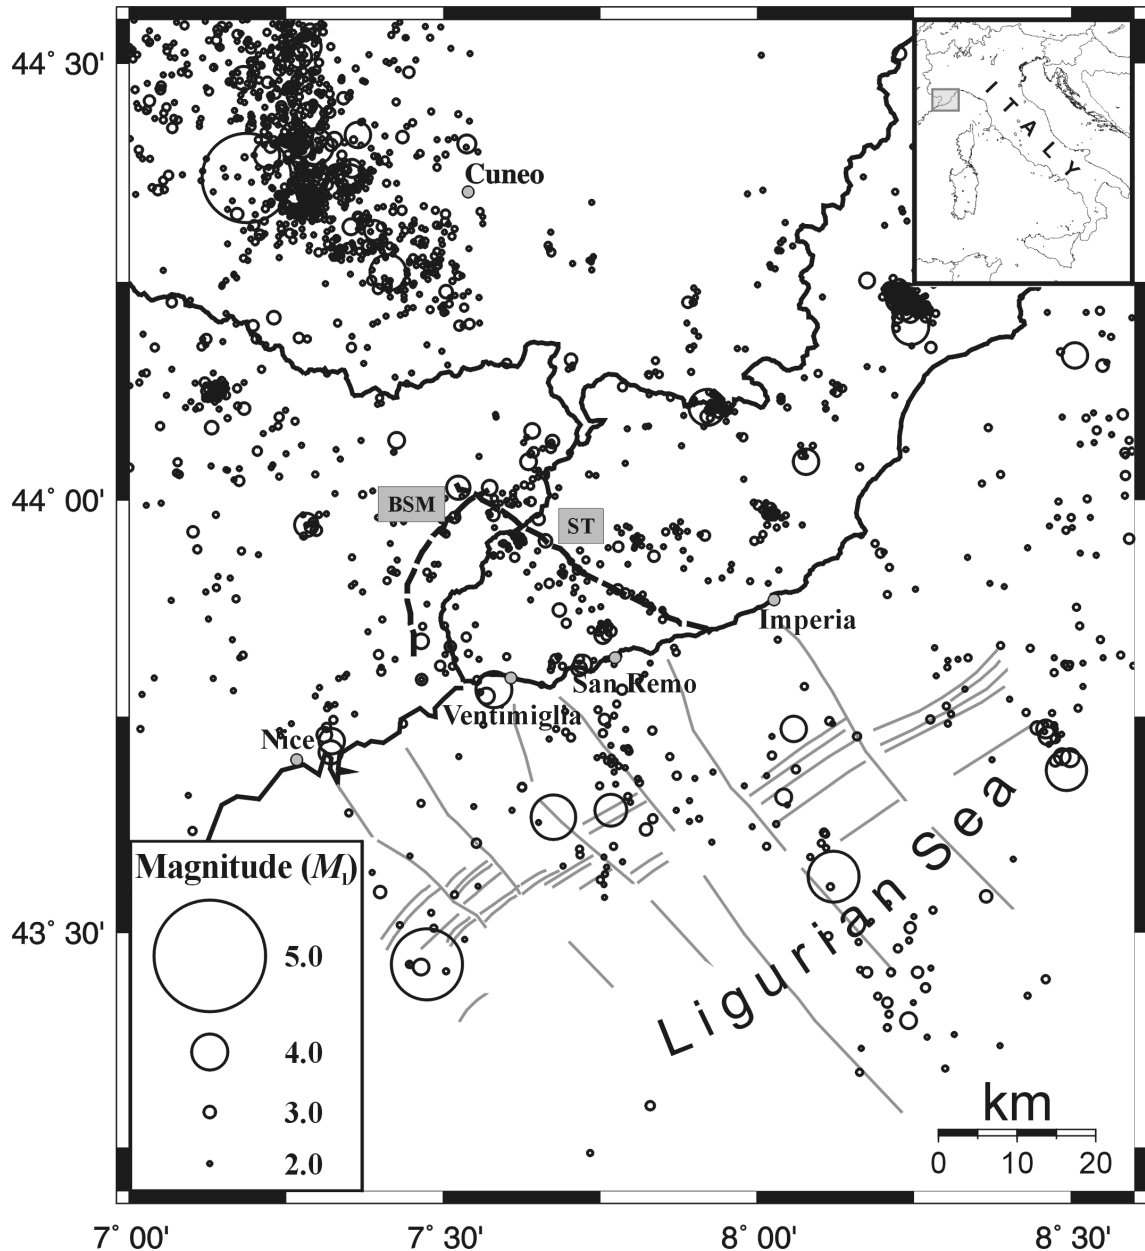 44° 30'
ITALY
Cuneo
44° 00'
BSM
ST
Imperia
San Remo
Ventimiglia
Nice
Magnitude (Ml)
5.0
4.0
3.0
2.0
43° 30'
Ligurian Sea
km
0 10 20
7° 00' 7° 30' 8° 00' 8° 30'